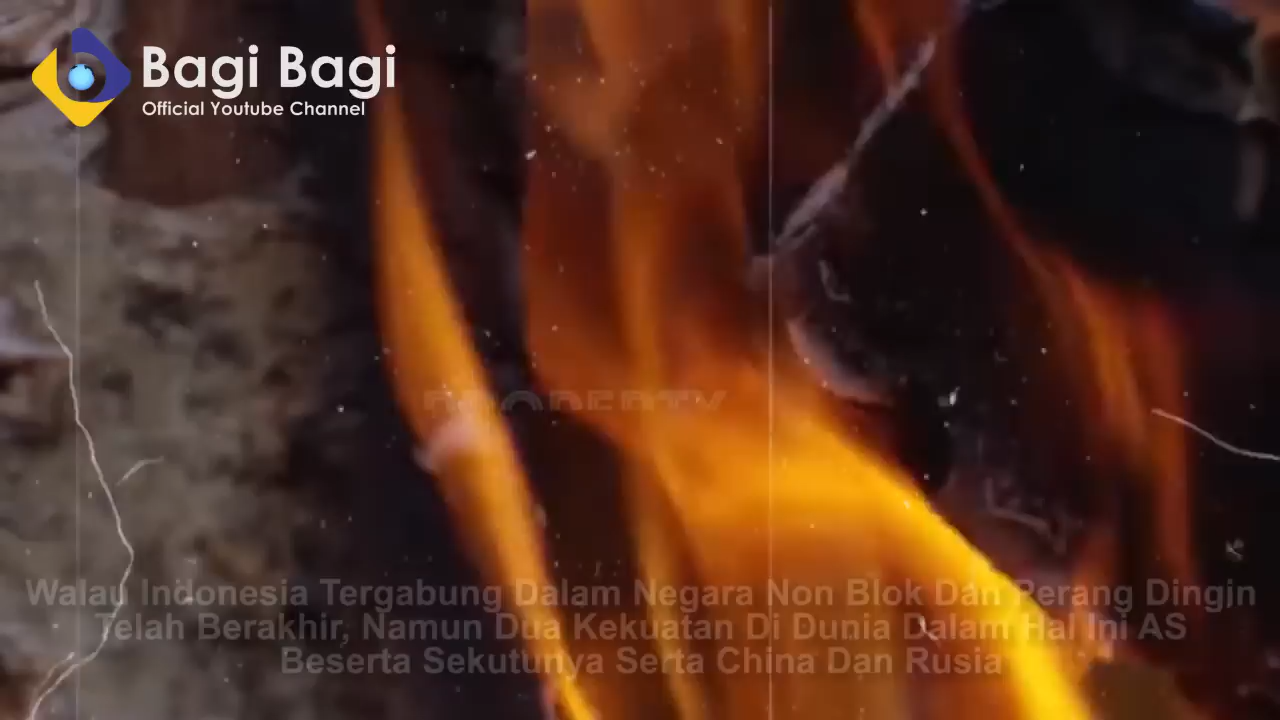 Bagi Bagi
Official Youtube Channel
PROPERTY
Walau Indonesia Tergabung Dalam Negara Non Blok Dan Perang Dingin
Telah Berakhir, Namun Dua Kekuatan Di Dunia Dalam Hal Ini AS
Beserta Sekutunya Serta China Dan Rusia